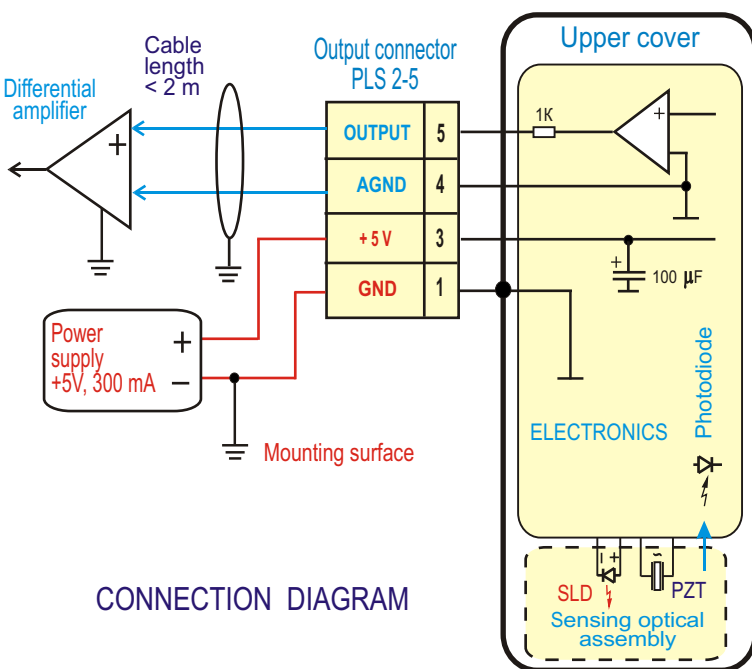 Cable
length
< 2 m
Output connector
PLS 2-5
Upper cover
Differential
amplifier
+
OUTPUT 5
AGND 4
+ 5 V 3
GND 1
1K
+
+
100 µF
Power
supply
+5V, 300 mA
+
−
Mounting surface
ELECTRONICS
Photodiode
− +
~
SLD
PZT
Sensing optical
assembly
CONNECTION DIAGRAM